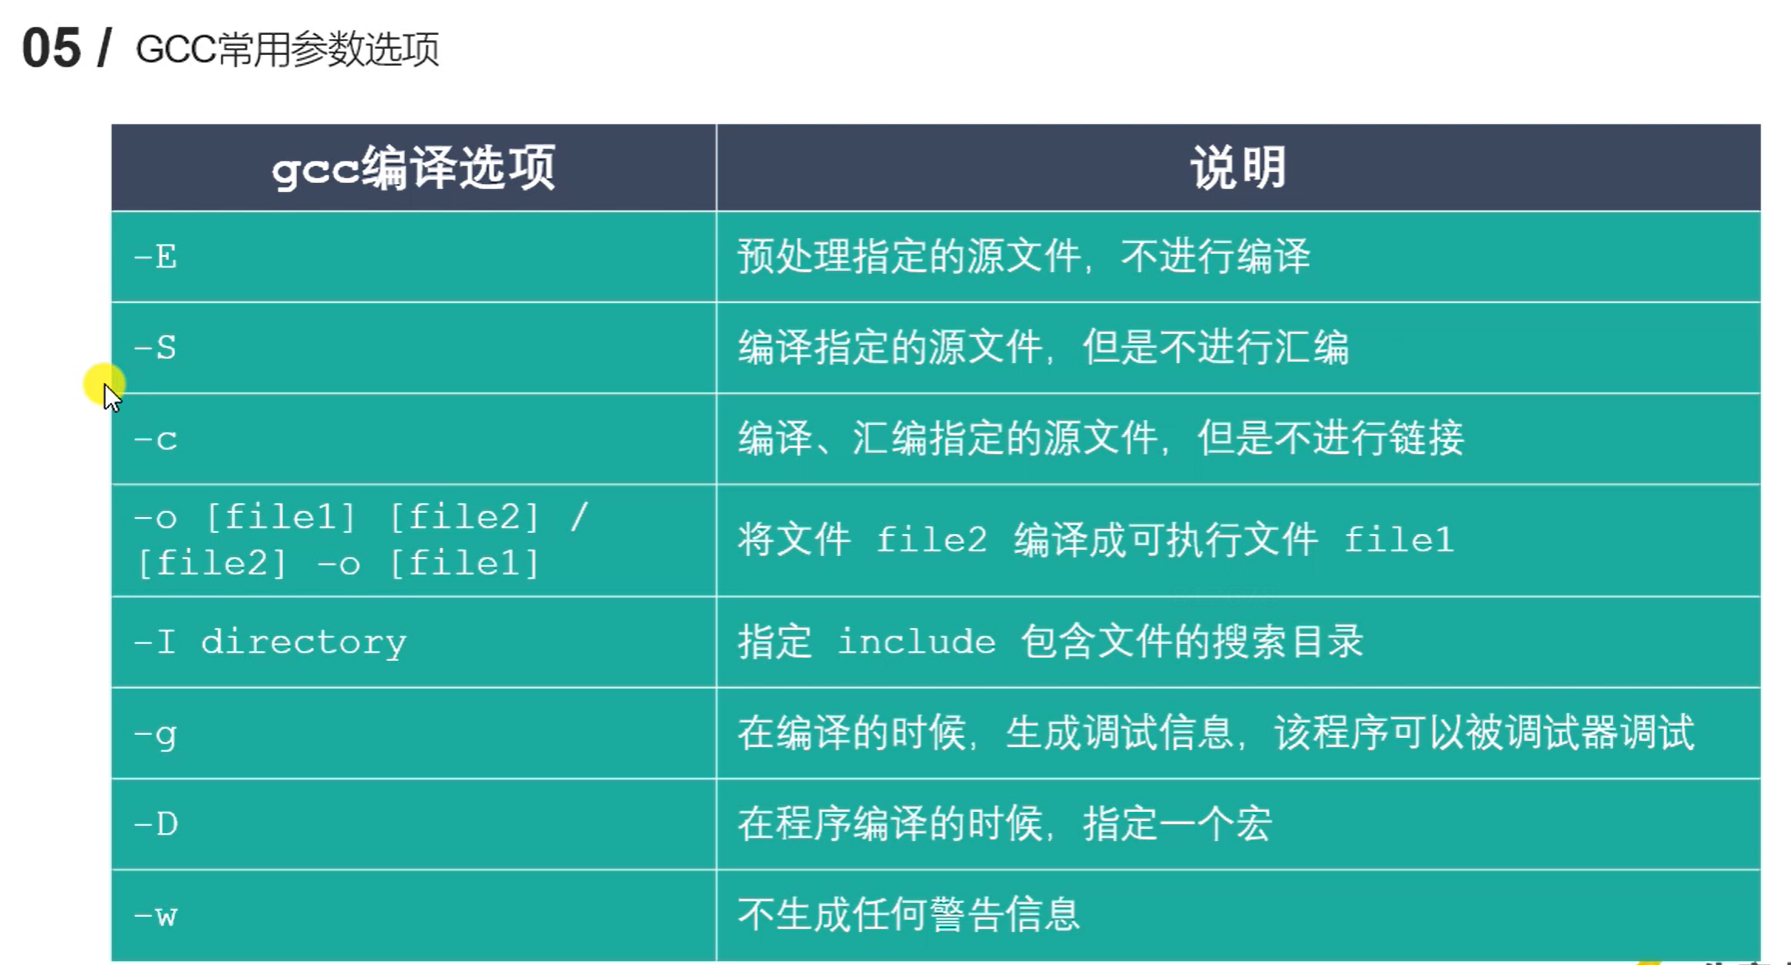 05 / GCC常用参数选项
gcc编译选项 说明
-E 预处理指定的源文件，不进行编译
-S 编译指定的源文件，但是不进行汇编
-c 编译、汇编指定的源文件，但是不进行链接
-o [file1] [file2] /
[file2] -o [file1]
将文件 file2 编译成可执行文件 file1
-I directory 指定 include 包含文件的搜索目录
-g 在编译的时候，生成调试信息，该程序可以被调试器调试
-D 在程序编译的时候，指定一个宏
-w 不生成任何警告信息